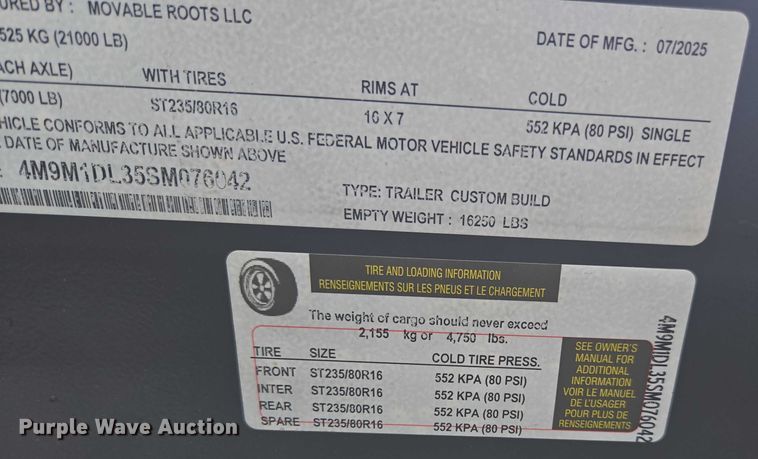 URED BY : MOVABLE ROOTS LLC
525 KG (21000 LB)
DATE OF MFG. : 07/2025
ACH AXLE) WITH TIRES RIMS AT COLD
(7000 LB) ST235/80R16 16 X 7 552 KPA (80 PSI) SINGLE
HICLE CONFORMS TO ALL APPLICABLE U.S. FEDERAL MOTOR VEHICLE SAFETY STANDARDS IN EFFECT
DATE OF MANUFACTURE SHOWN ABOVE
: 4M9M1DL35SM076042
TYPE: TRAILER CUSTOM BUILD
EMPTY WEIGHT : 16250 LBS
TIRE AND LOADING INFORMATION
RENSEIGNEMENTS SUR LES PNEUS ET LE CHARGEMENT
The weight of cargo should never exceed
2,155 kg or 4,750 lbs.
TIRE SIZE COLD TIRE PRESS.
FRONT ST235/80R16 552 KPA (80 PSI)
INTER ST235/80R16 552 KPA (80 PSI)
REAR ST235/80R16 552 KPA (80 PSI)
SPARE ST235/80R16 552 KPA (80 PSI)
SEE OWNER'S
MANUAL FOR
ADDITIONAL
INFORMATION
VOIR LE MANUEL
DE L'USAGER
POUR PLUS DE
RENSEIGNEMENTS
4M9M1DL35SM076042
Purple Wave Auction